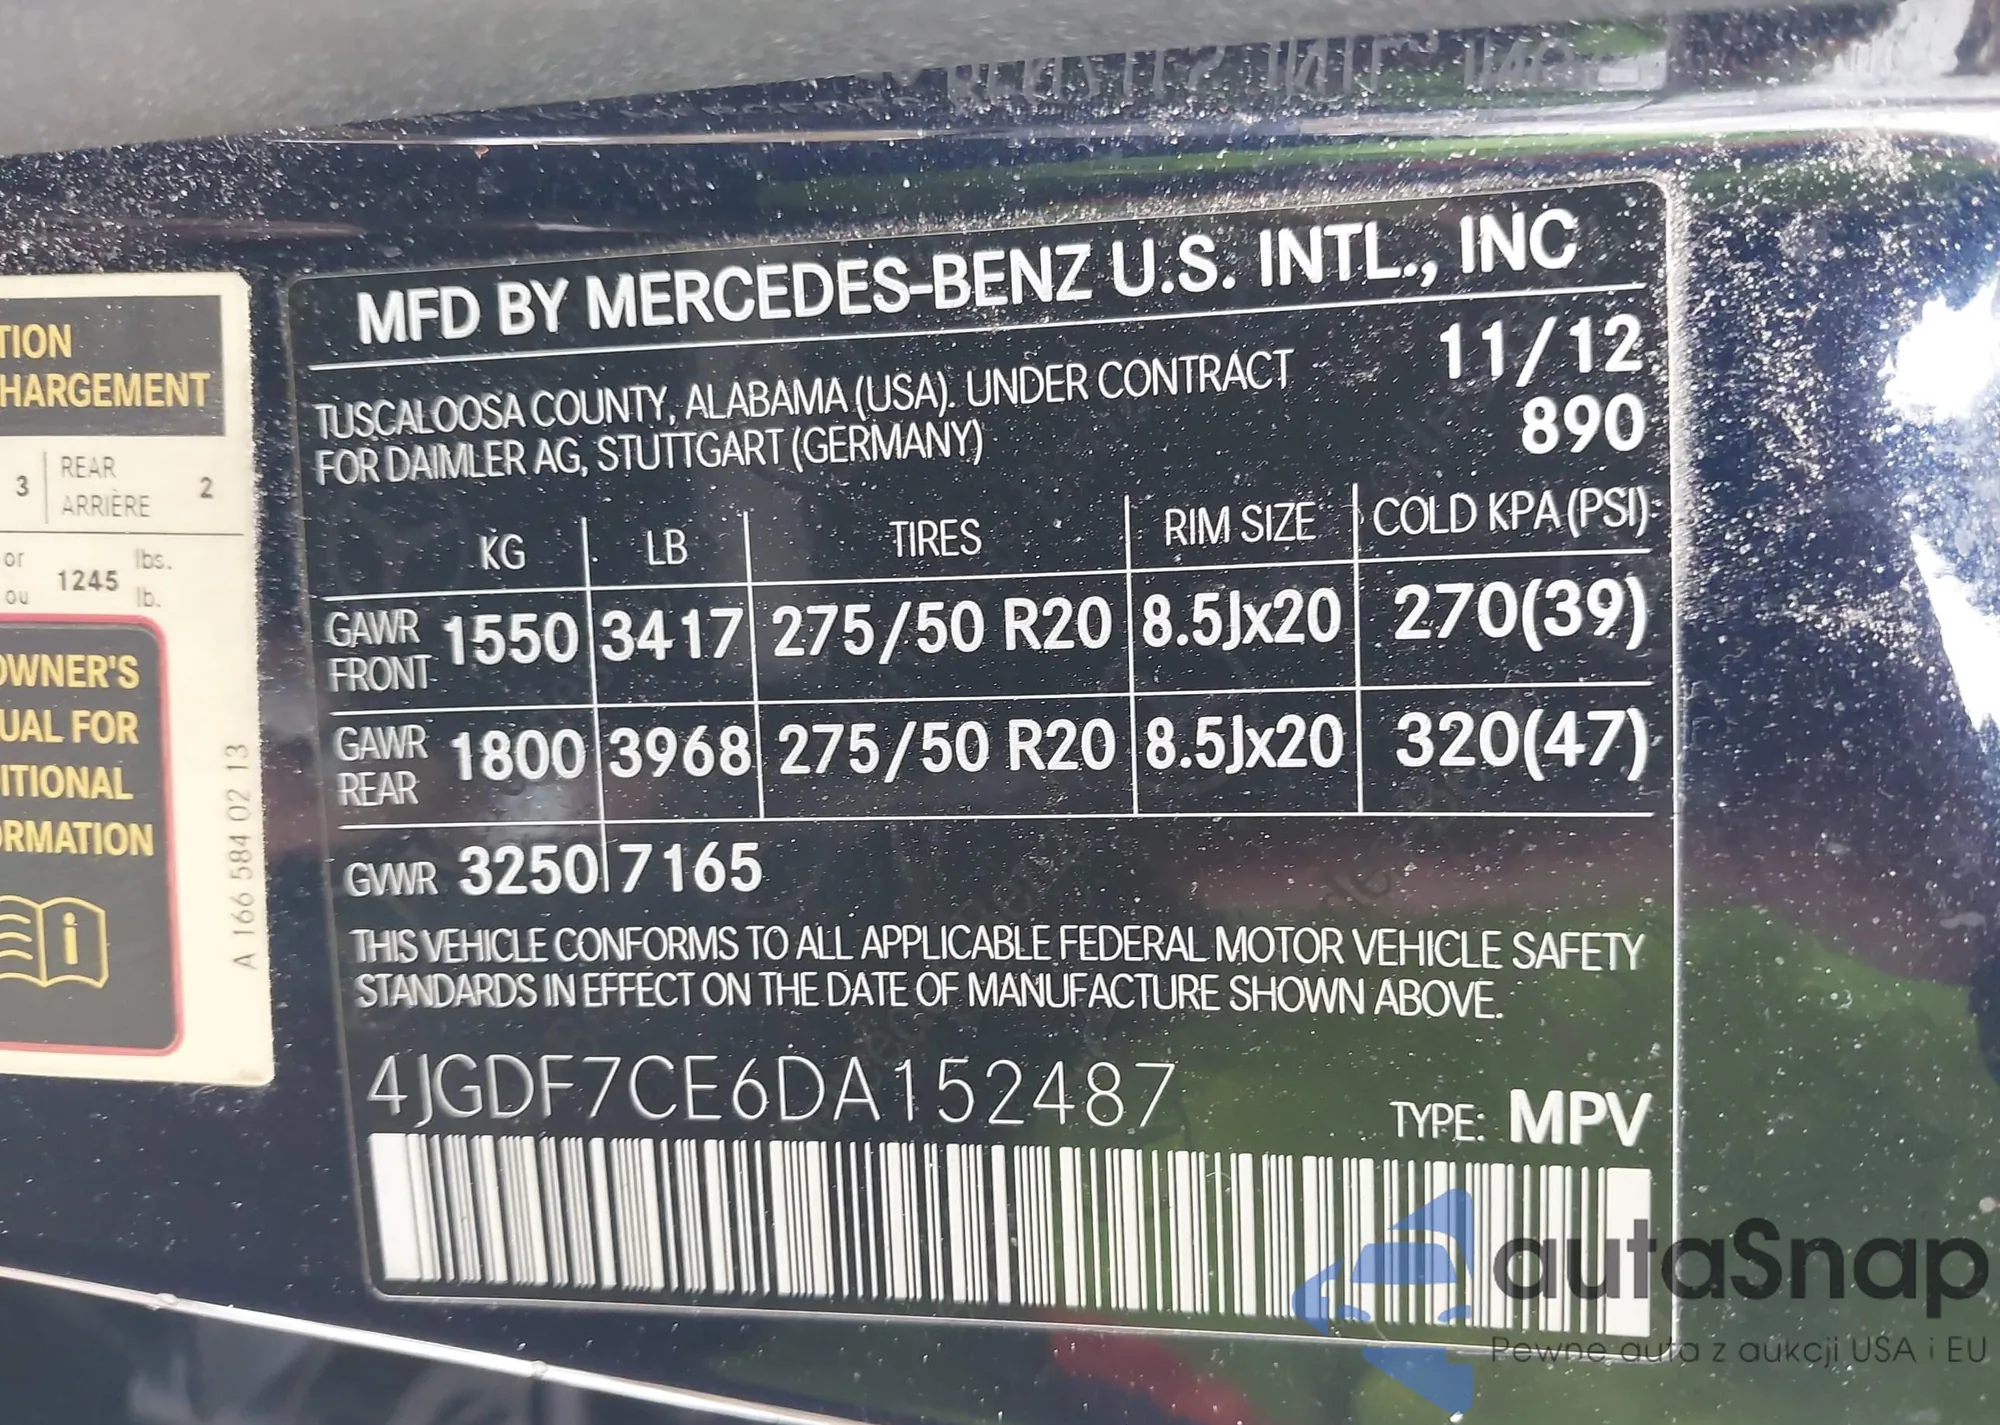 TION
HARGEMENT
3 REAR ARRIÈRE 2
or ou 1245 lbs. lb.
OWNER'S
UAL FOR
ITIONAL
ORMATION
A 166 584 02 13
MFD BY MERCEDES-BENZ U.S. INTL., INC
TUSCALOOSA COUNTY, ALABAMA (USA). UNDER CONTRACT 11/12
FOR DAIMLER AG, STUTTGART (GERMANY) 890
KG LB TIRES RIM SIZE COLD KPA (PSI)
GAWR FRONT 1550 3417 275/50 R20 8.5Jx20 270(39)
GAWR REAR 1800 3968 275/50 R20 8.5Jx20 320(47)
GVWR 3250 7165
THIS VEHICLE CONFORMS TO ALL APPLICABLE FEDERAL MOTOR VEHICLE SAFETY
STANDARDS IN EFFECT ON THE DATE OF MANUFACTURE SHOWN ABOVE.
4JGDF7CE6DA152487
TYPE: MPV
autaSnap
Pewne auta z aukcji USA i EU